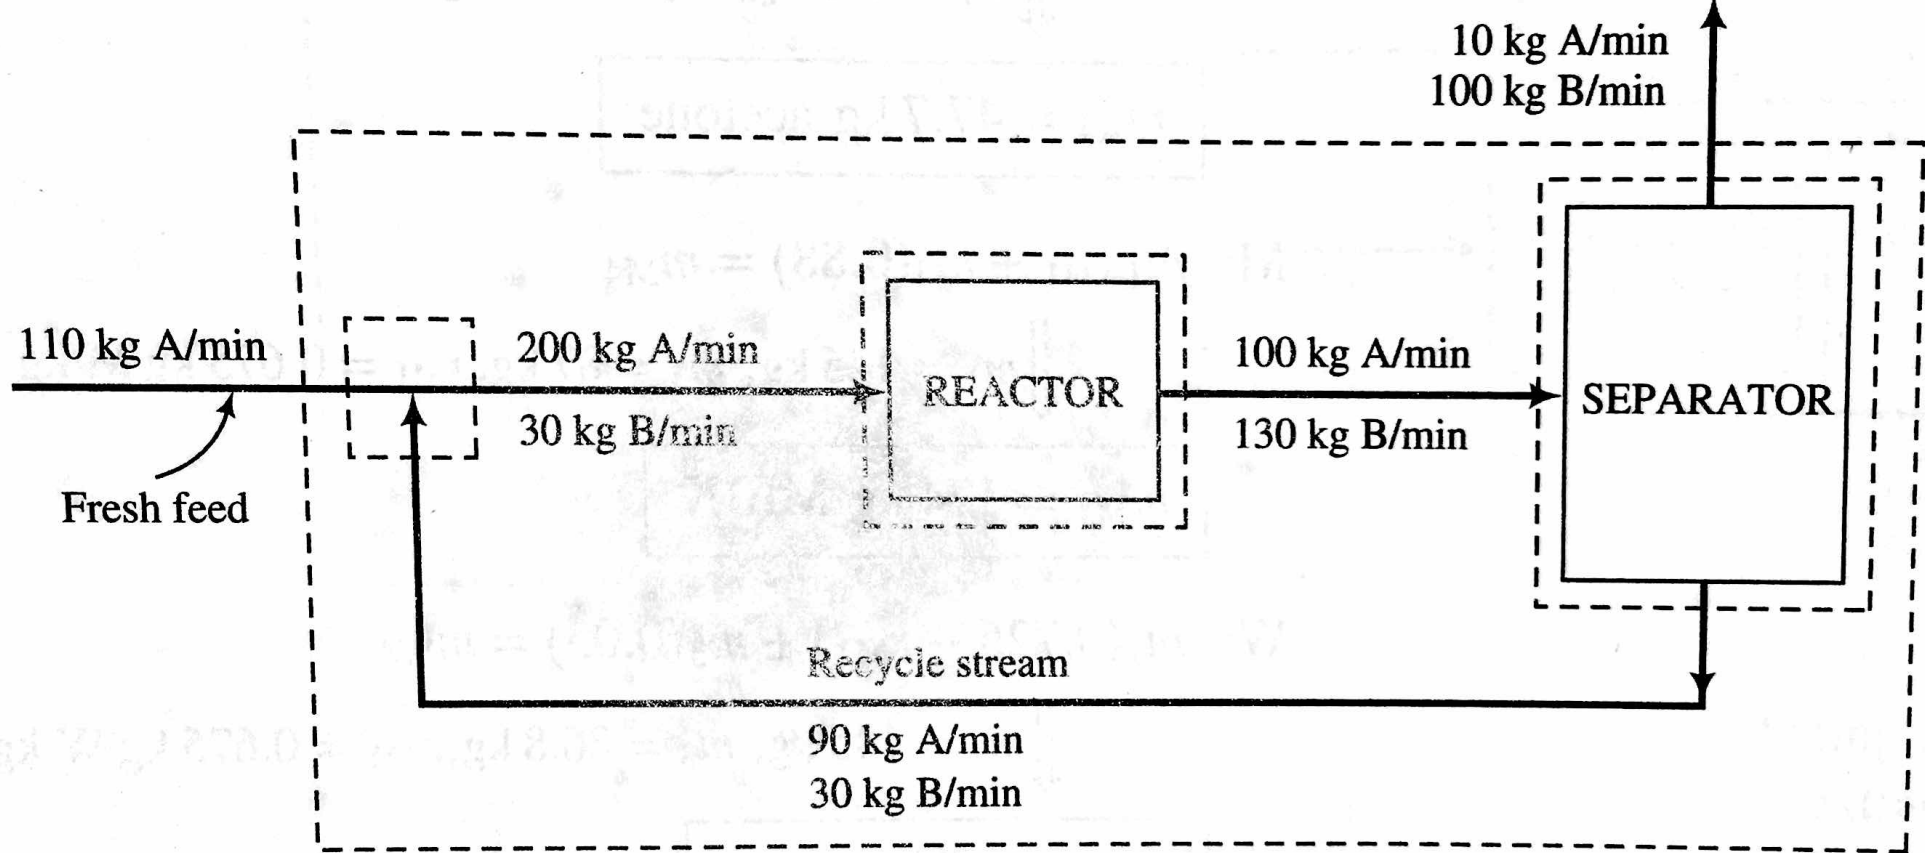 10 kg A/min
100 kg B/min
110 kg A/min
200 kg A/min
30 kg B/min
REACTOR
100 kg A/min
130 kg B/min
SEPARATOR
Fresh feed
Recycle stream
90 kg A/min
30 kg B/min